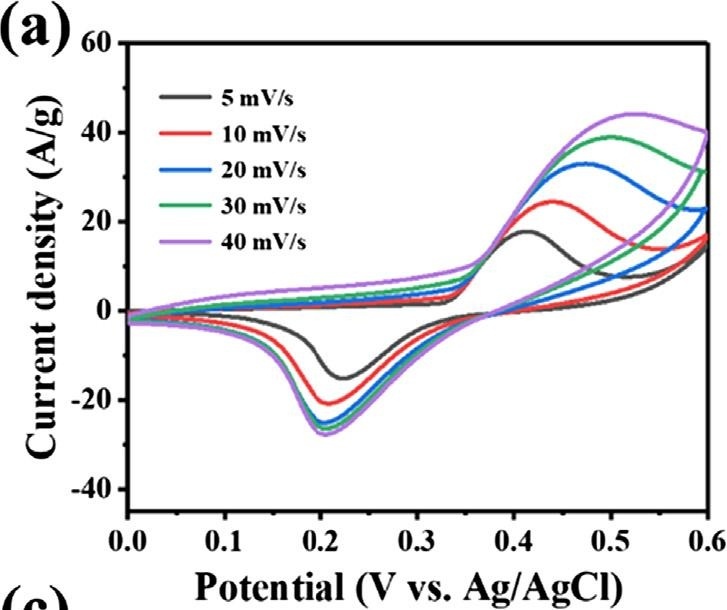 (a)
60
40
20
0
-20
-40
Current density (A/g)
5 mV/s
10 mV/s
20 mV/s
30 mV/s
40 mV/s
0.0 0.1 0.2 0.3 0.4 0.5 0.6
Potential (V vs. Ag/AgCl)
(c)